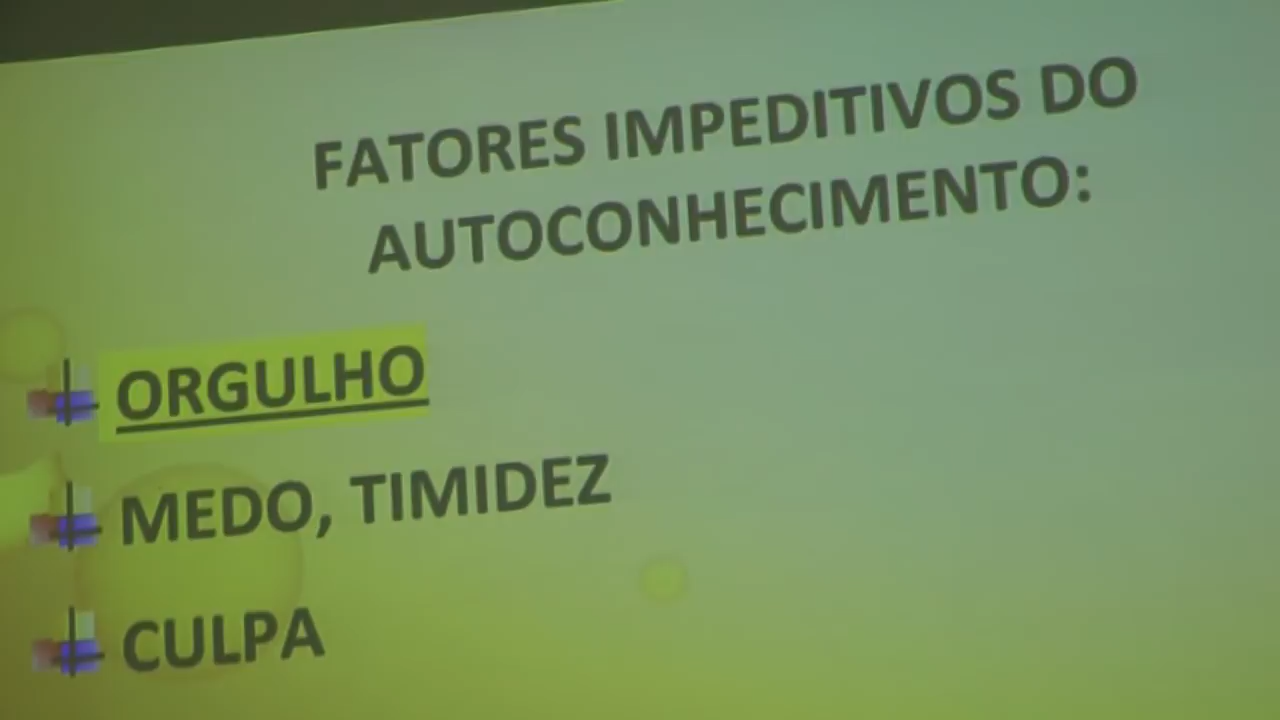 FATORES IMPEDITIVOS DO
AUTOCONHECIMENTO:
ORGULHO
MEDO, TIMIDEZ
CULPA